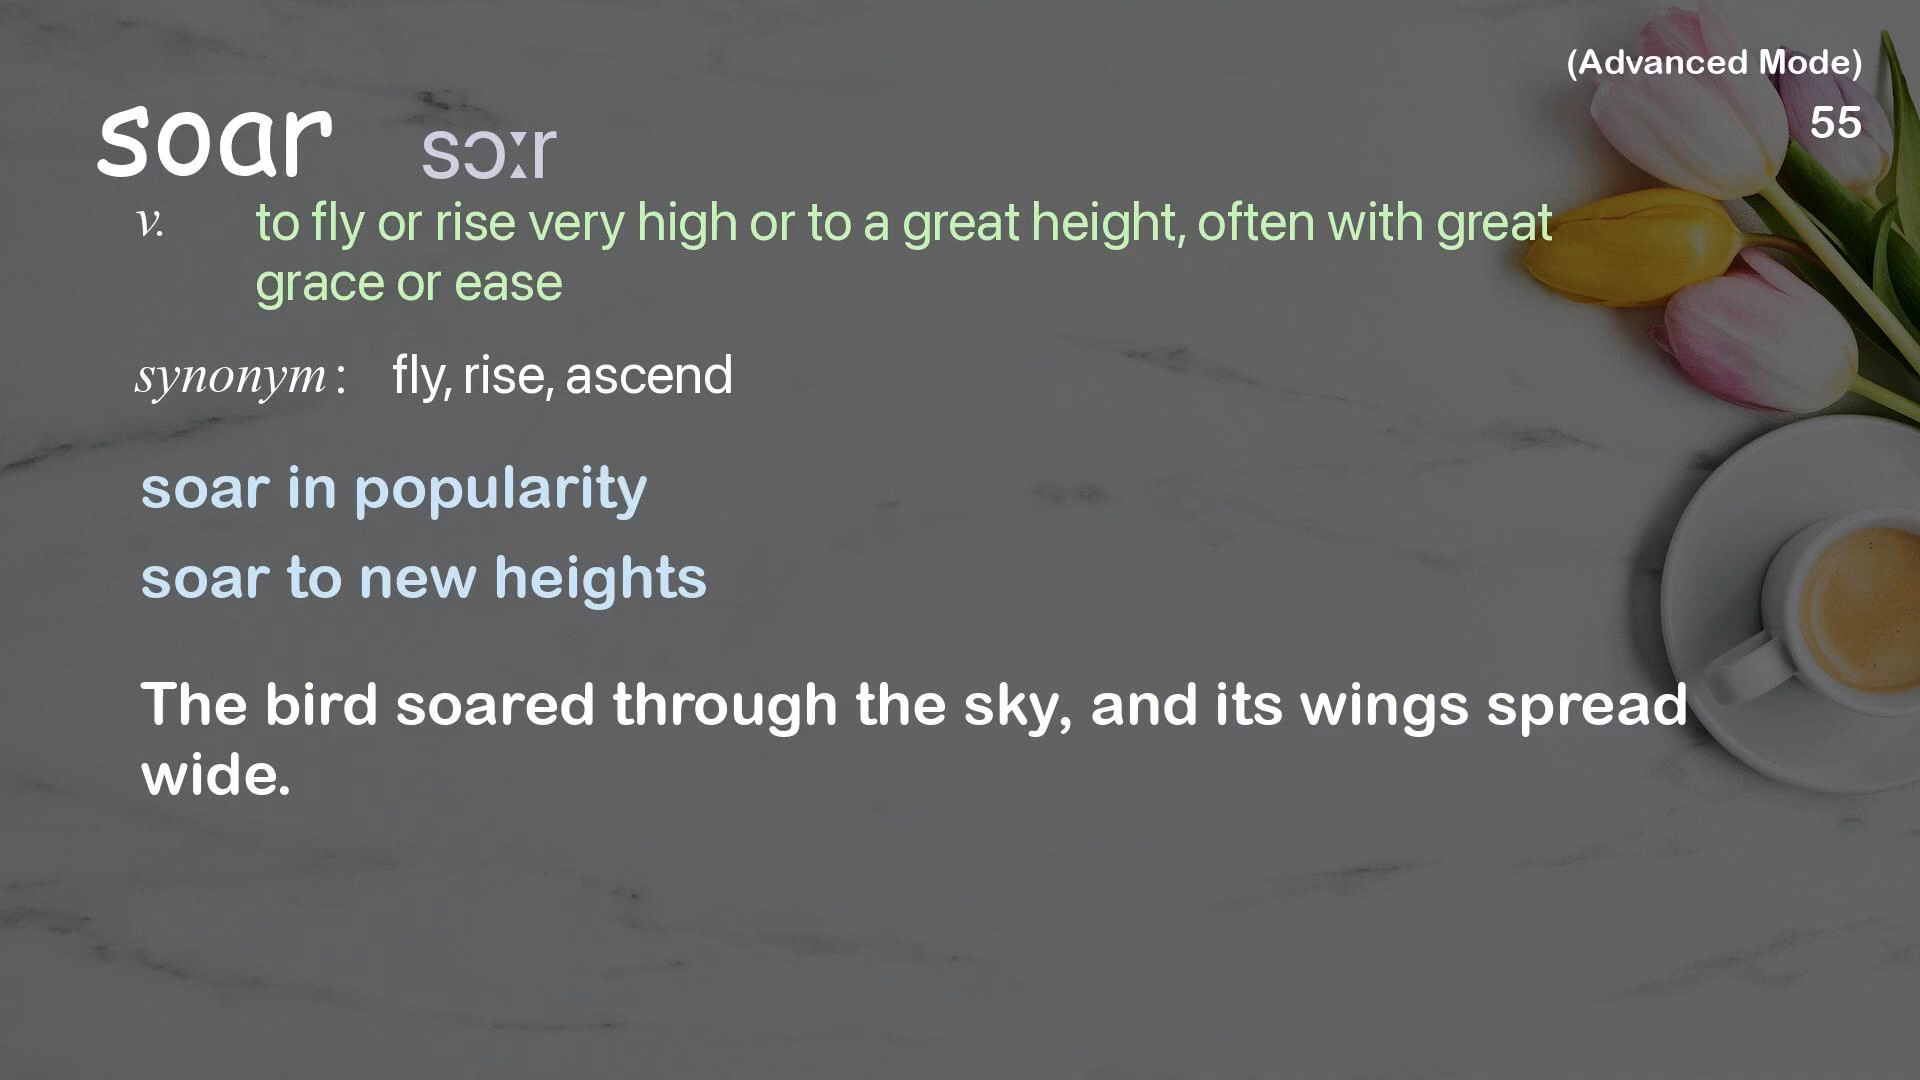 (Advanced Mode)
55
soar sɔːr
v. to fly or rise very high or to a great height, often with great
grace or ease
synonym: fly, rise, ascend
soar in popularity
soar to new heights
The bird soared through the sky, and its wings spread
wide.